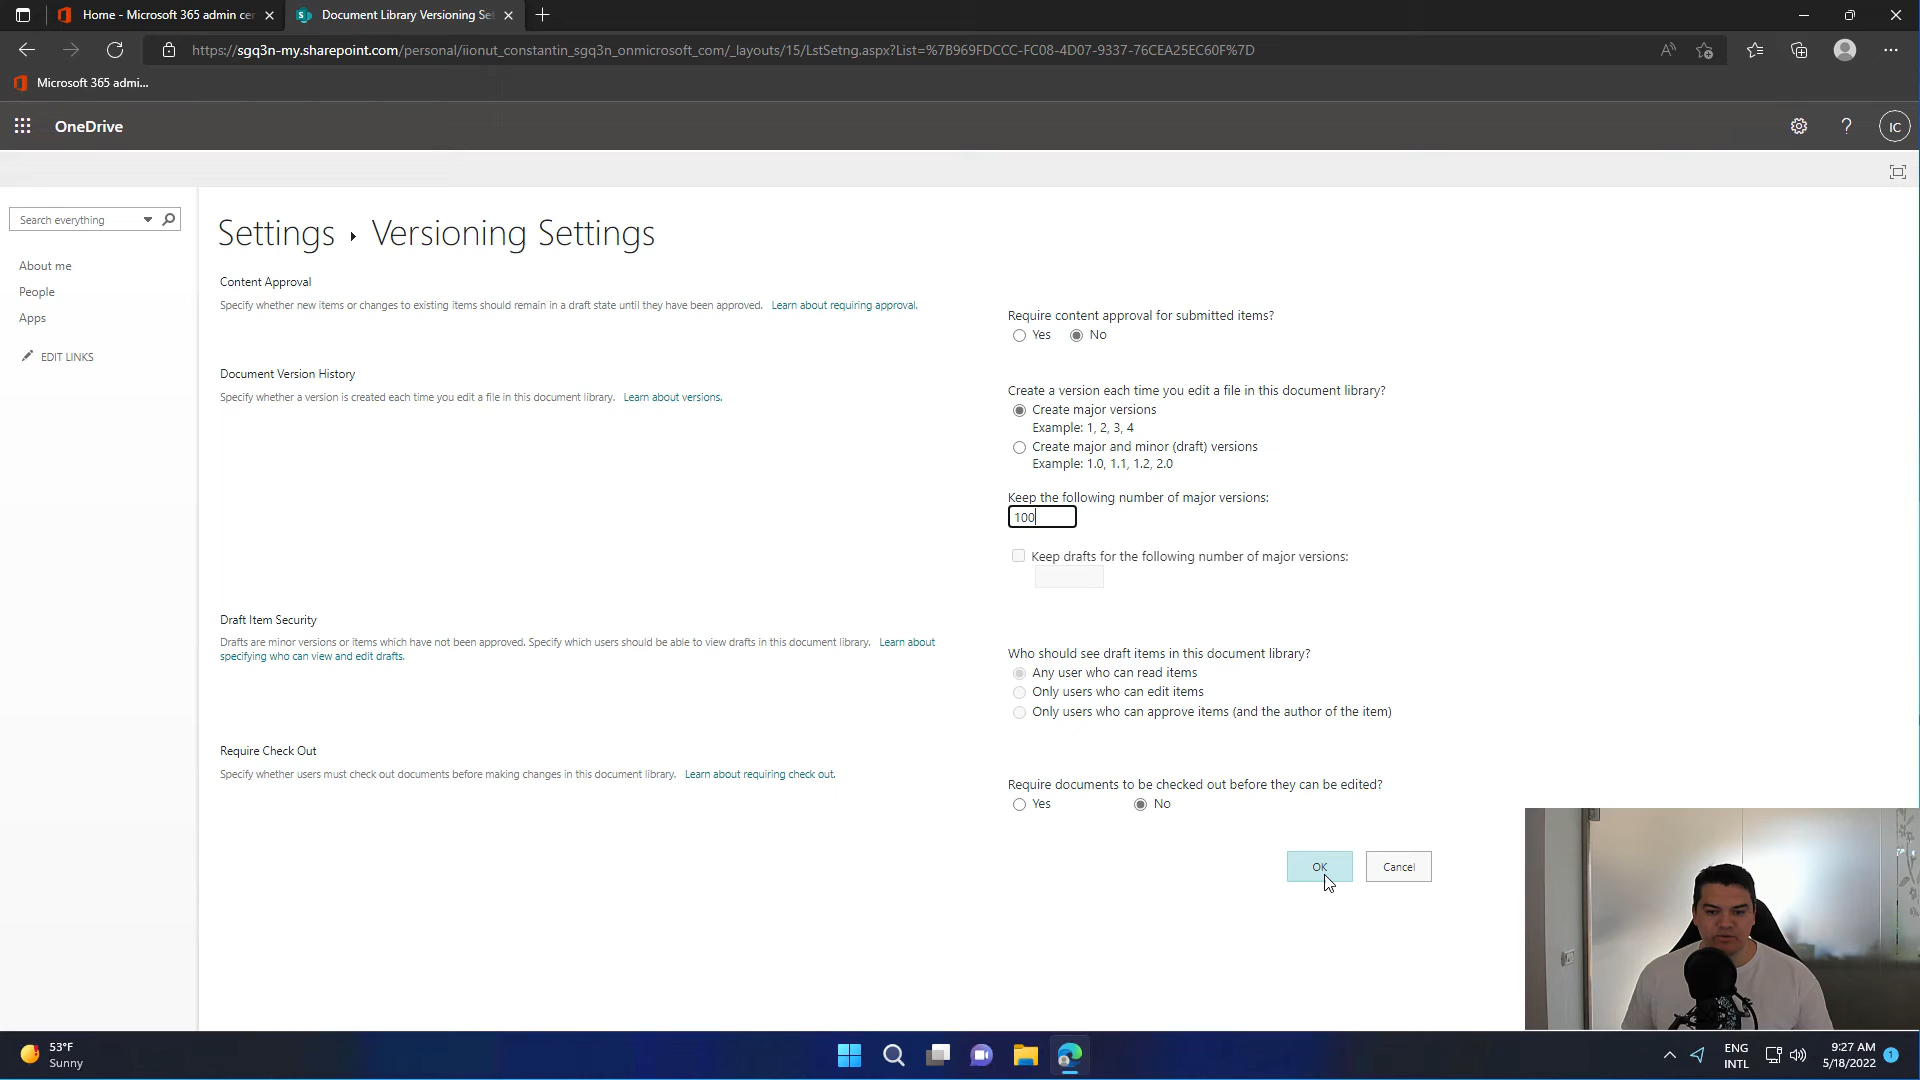 Home - Microsoft 365 admin cen
Document Library Versioning Set
https://sgq3n-my.sharepoint.com/personal/iionut_constantin_sgq3n_onmicrosoft_com/_layouts/15/LstSetng.aspx?List=%7B969FDCCC-FC08-4D07-9337-76CEA25EC60F%7D
Microsoft 365 admi...
OneDrive
?
IC
Search everything
Settings ▸ Versioning Settings
About me
People
Apps
EDIT LINKS
Content Approval
Specify whether new items or changes to existing items should remain in a draft state until they have been approved. Learn about requiring approval.
Require content approval for submitted items?
Yes No
Document Version History
Specify whether a version is created each time you edit a file in this document library. Learn about versions.
Create a version each time you edit a file in this document library?
Create major versions
Example: 1, 2, 3, 4
Create major and minor (draft) versions
Example: 1.0, 1.1, 1.2, 2.0
Keep the following number of major versions:
100
Keep drafts for the following number of major versions:
Draft Item Security
Drafts are minor versions or items which have not been approved. Specify which users should be able to view drafts in this document library. Learn about
specifying who can view and edit drafts.
Who should see draft items in this document library?
Any user who can read items
Only users who can edit items
Only users who can approve items (and the author of the item)
Require Check Out
Specify whether users must check out documents before making changes in this document library. Learn about requiring check out.
Require documents to be checked out before they can be edited?
Yes No
OK Cancel
53°F
Sunny
ENG
INTL
9:27 AM
5/18/2022
1